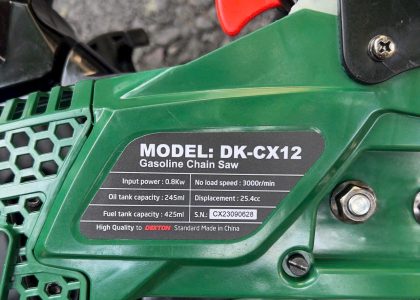 MODEL: DK-CX12
Gasoline Chain Saw
Input power : 0.8Kw No load speed : 3000r/min
Oil tank capacity : 245ml Displacement : 25.4cc
Fuel tank capacity : 425ml S.N.: CX23090628
High Quality to DEKTON Standard Made in China